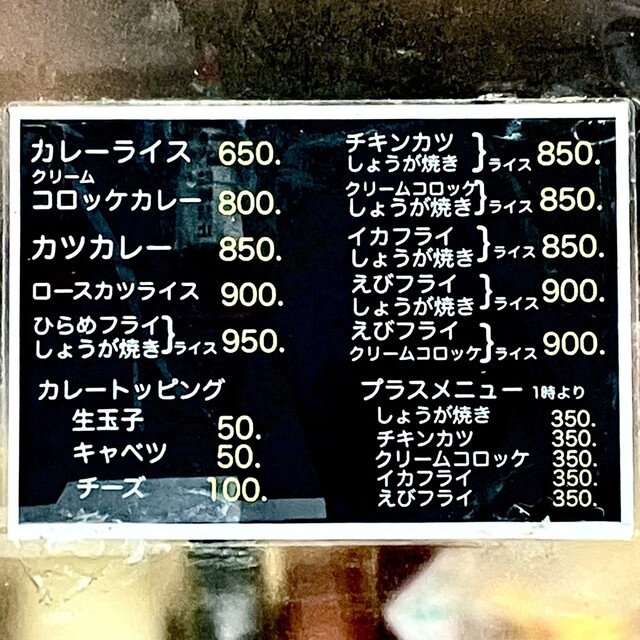 カレーライス 650.
クリーム
コロッケカレー 800.
カツカレー 850.
ロースカツライス 900.
ひらめフライ
しょうが焼き}ライス 950.
カレートッピング
生玉子 50.
キャベツ 50.
チーズ 100.
チキンカツ
しょうが焼き}ライス 850.
クリームコロッケ
しょうが焼き}ライス 850.
イカフライ
しょうが焼き}ライス 850.
えびフライ
しょうが焼き}ライス 900.
えびフライ
クリームコロッケ}ライス 900.
プラスメニュー 1時より
しょうが焼き 350.
チキンカツ 350.
クリームコロッケ 350.
イカフライ 350.
えびフライ 350.